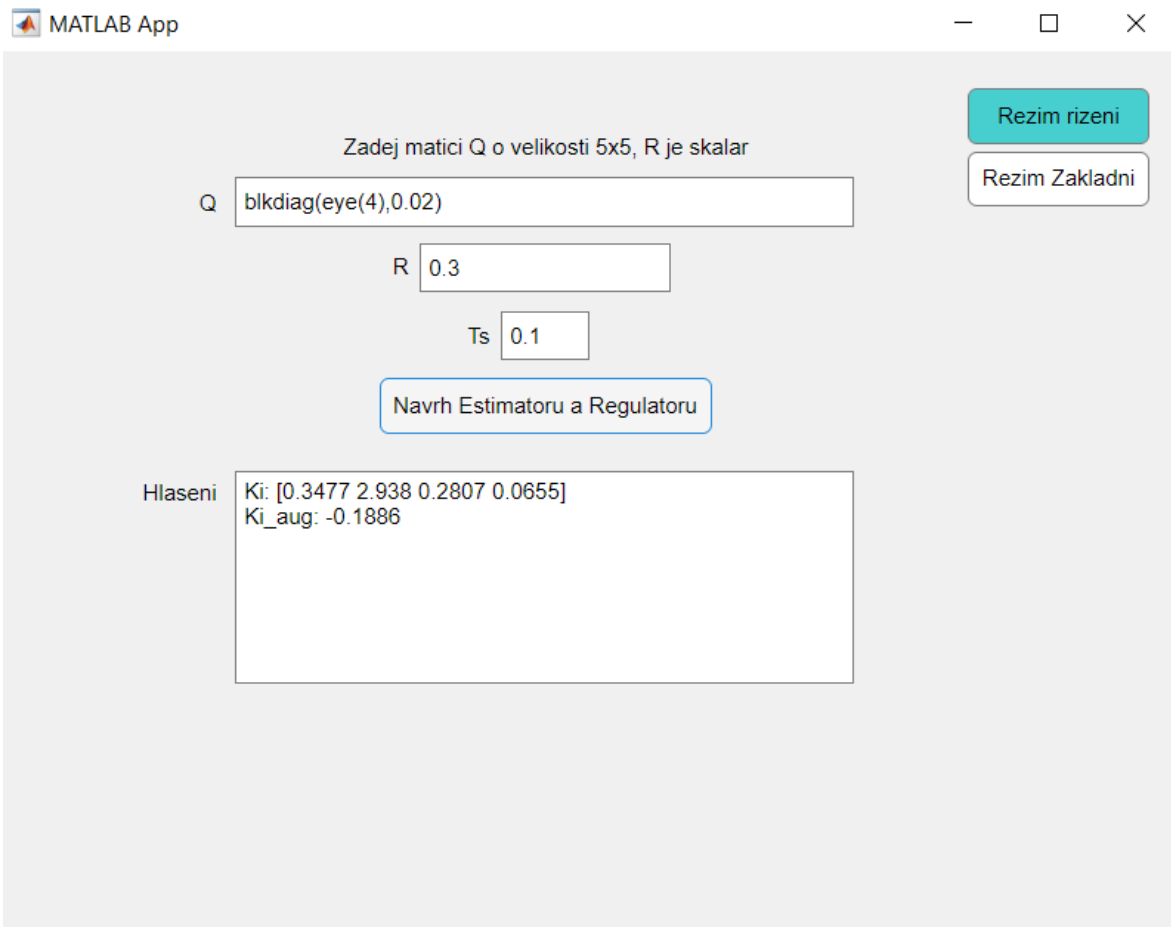 MATLAB App
Rezim rizeni
Zadej matici Q o velikosti 5x5, R je skalar
Rezim Zakladni
Q blkdiag(eye(4),0.02)
R 0.3
Ts 0.1
Navrh Estimatoru a Regulatoru
Hlaseni Ki: [0.3477 2.938 0.2807 0.0655]
Ki_aug: -0.1886